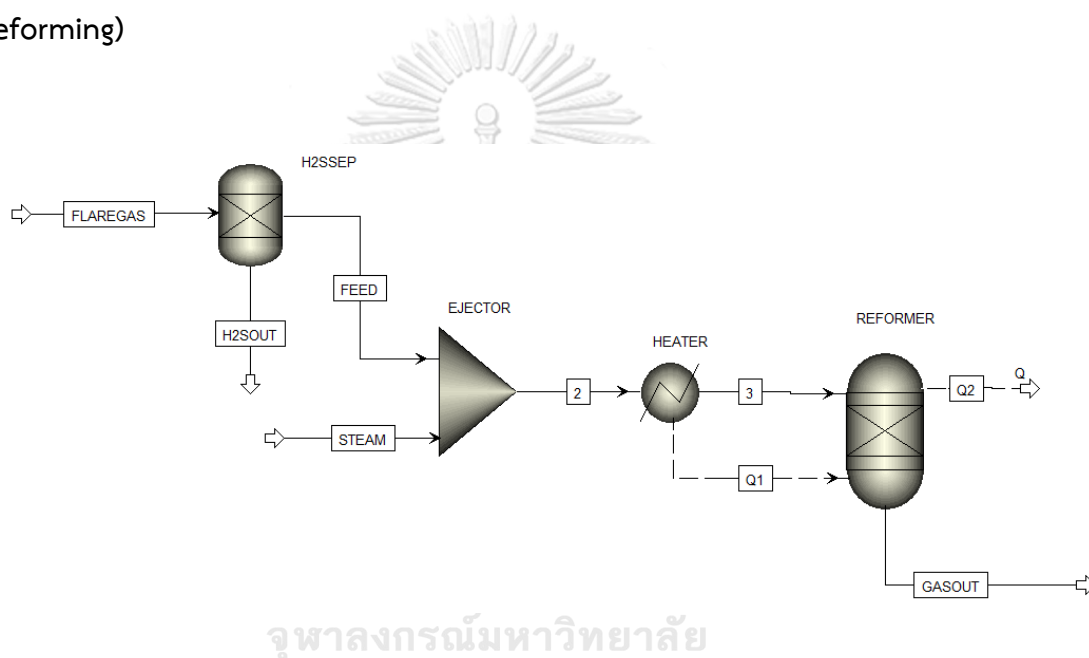 eforming)
H2SSEP
FLAREGAS
FEED
H2SOUT
EJECTOR
STEAM
2
HEATER
3
Q1
REFORMER
Q2
Q
GASOUT
จุฬาลงกรณ์มหาวิทยาลัย